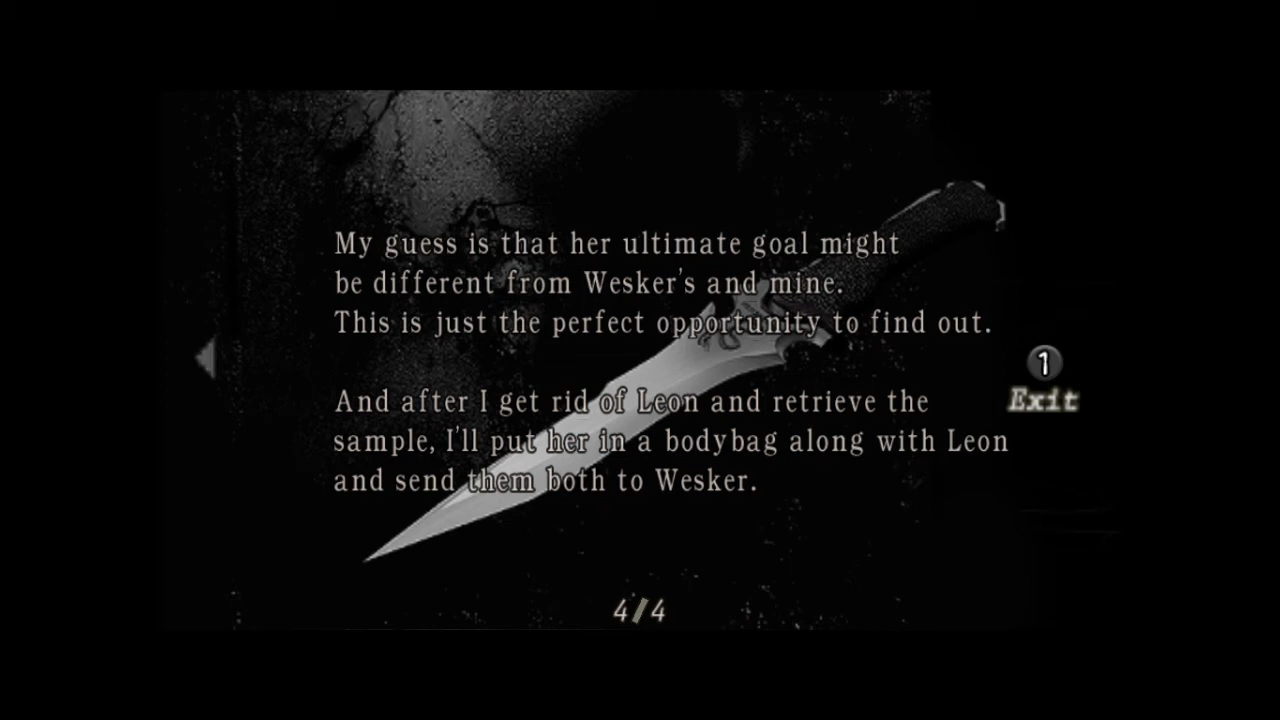 My guess is that her ultimate goal might
be different from Wesker's and mine.
This is just the perfect opportunity to find out.
And after I get rid of Leon and retrieve the
sample, I'll put her in a bodybag along with Leon
and send them both to Wesker.
1
Exit
4/4